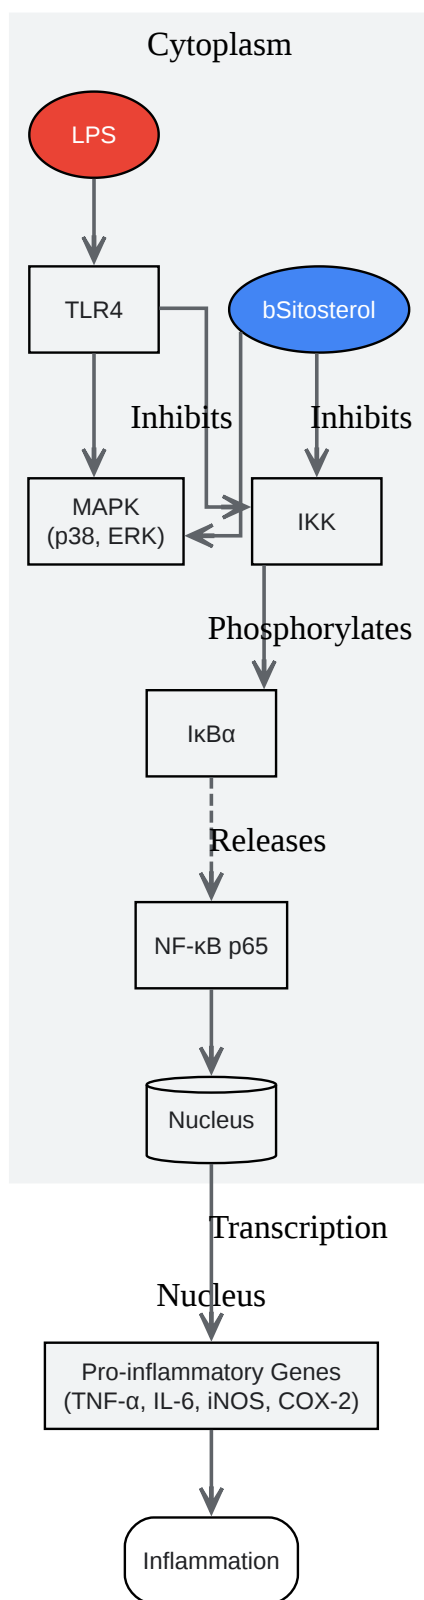 Cytoplasm
LPS
TLR4
bSitosterol
Inhibits
Inhibits
MAPK
(p38, ERK)
IKK
Phosphorylates
IκBα
Releases
NF-κB p65
Nucleus
Transcription
Nucleus
Pro-inflammatory Genes
(TNF-α, IL-6, iNOS, COX-2)
Inflammation